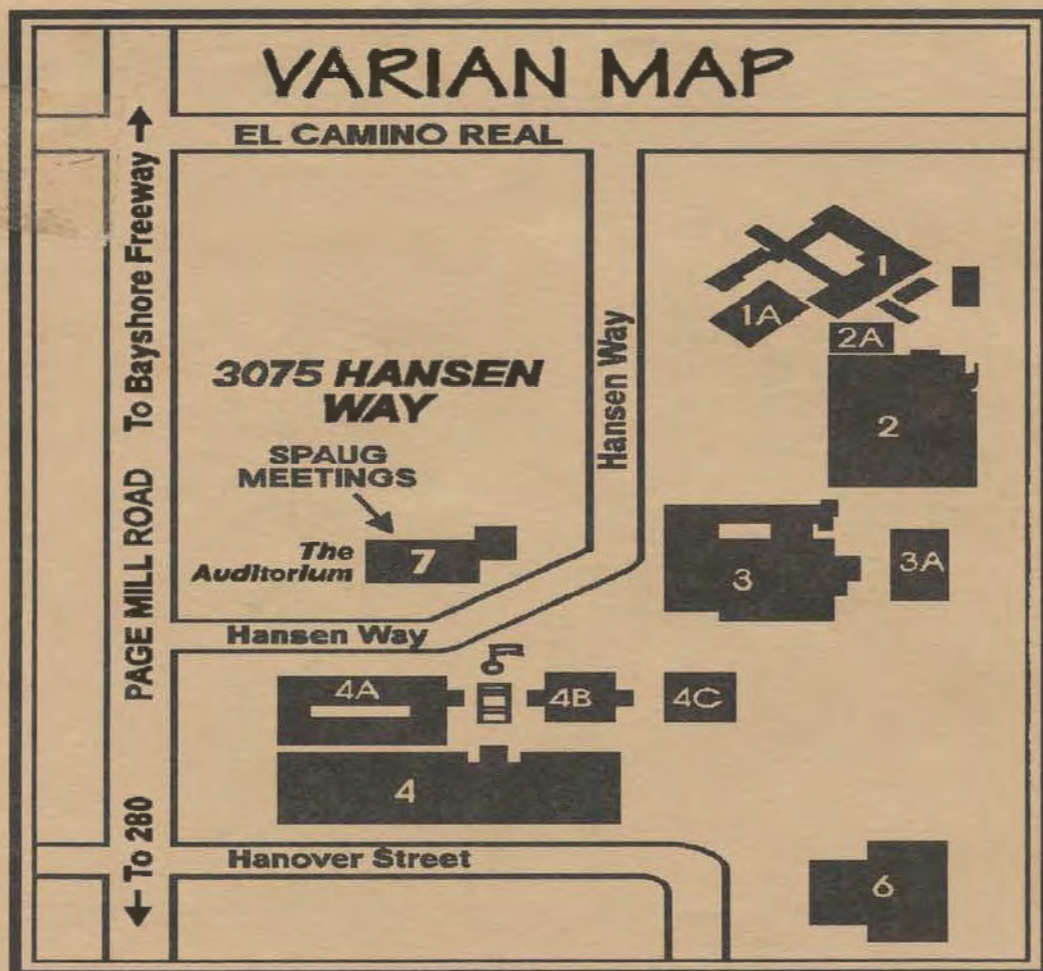 VARIAN MAP
EL CAMINO REAL
To Bayshore Freeway
PAGE MILL ROAD
To 280
Hansen Way
1
1A
2A
2
3075 HANSEN
WAY
SPAUG
MEETINGS
The
Auditorium
7
3
3A
Hansen Way
4A
4B
4C
4
Hanover Street
6